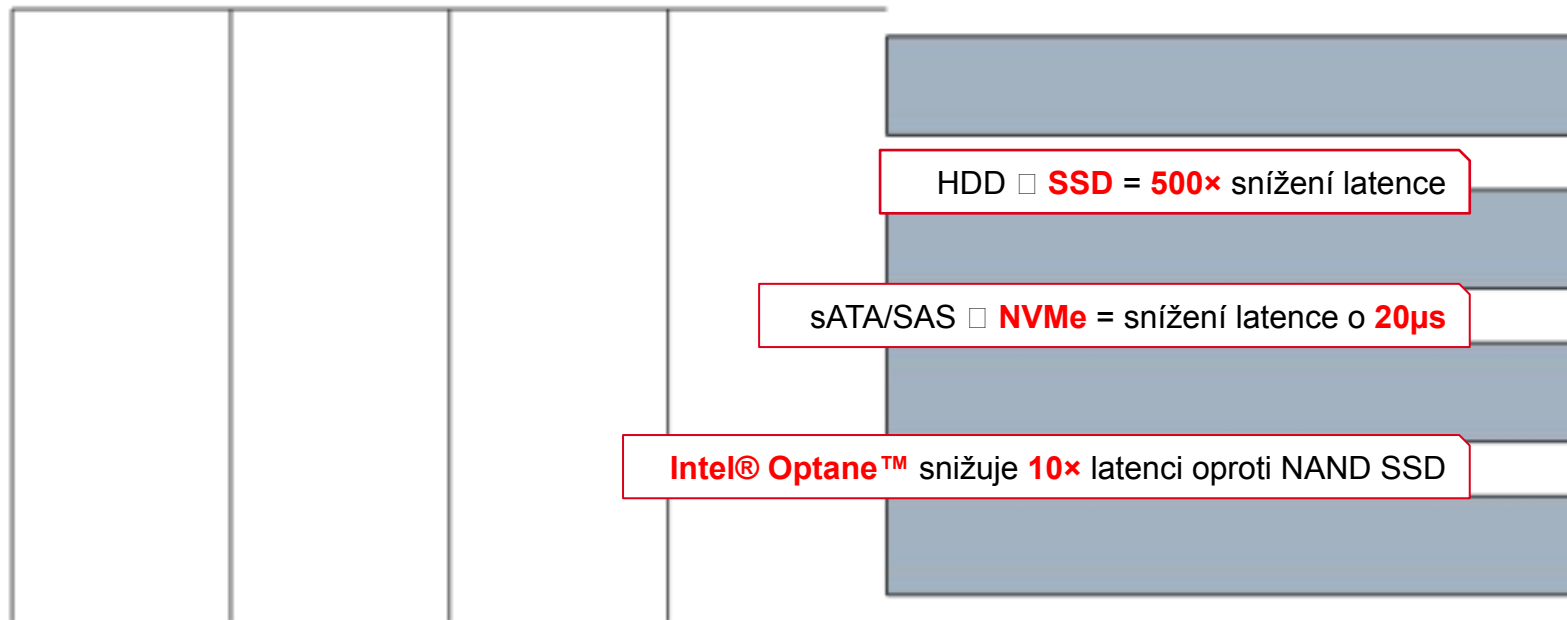 HDD □ SSD = 500× snížení latence
sATA/SAS □ NVMe = snížení latence o 20µs
Intel® Optane™ snižuje 10× latenci oproti NAND SSD